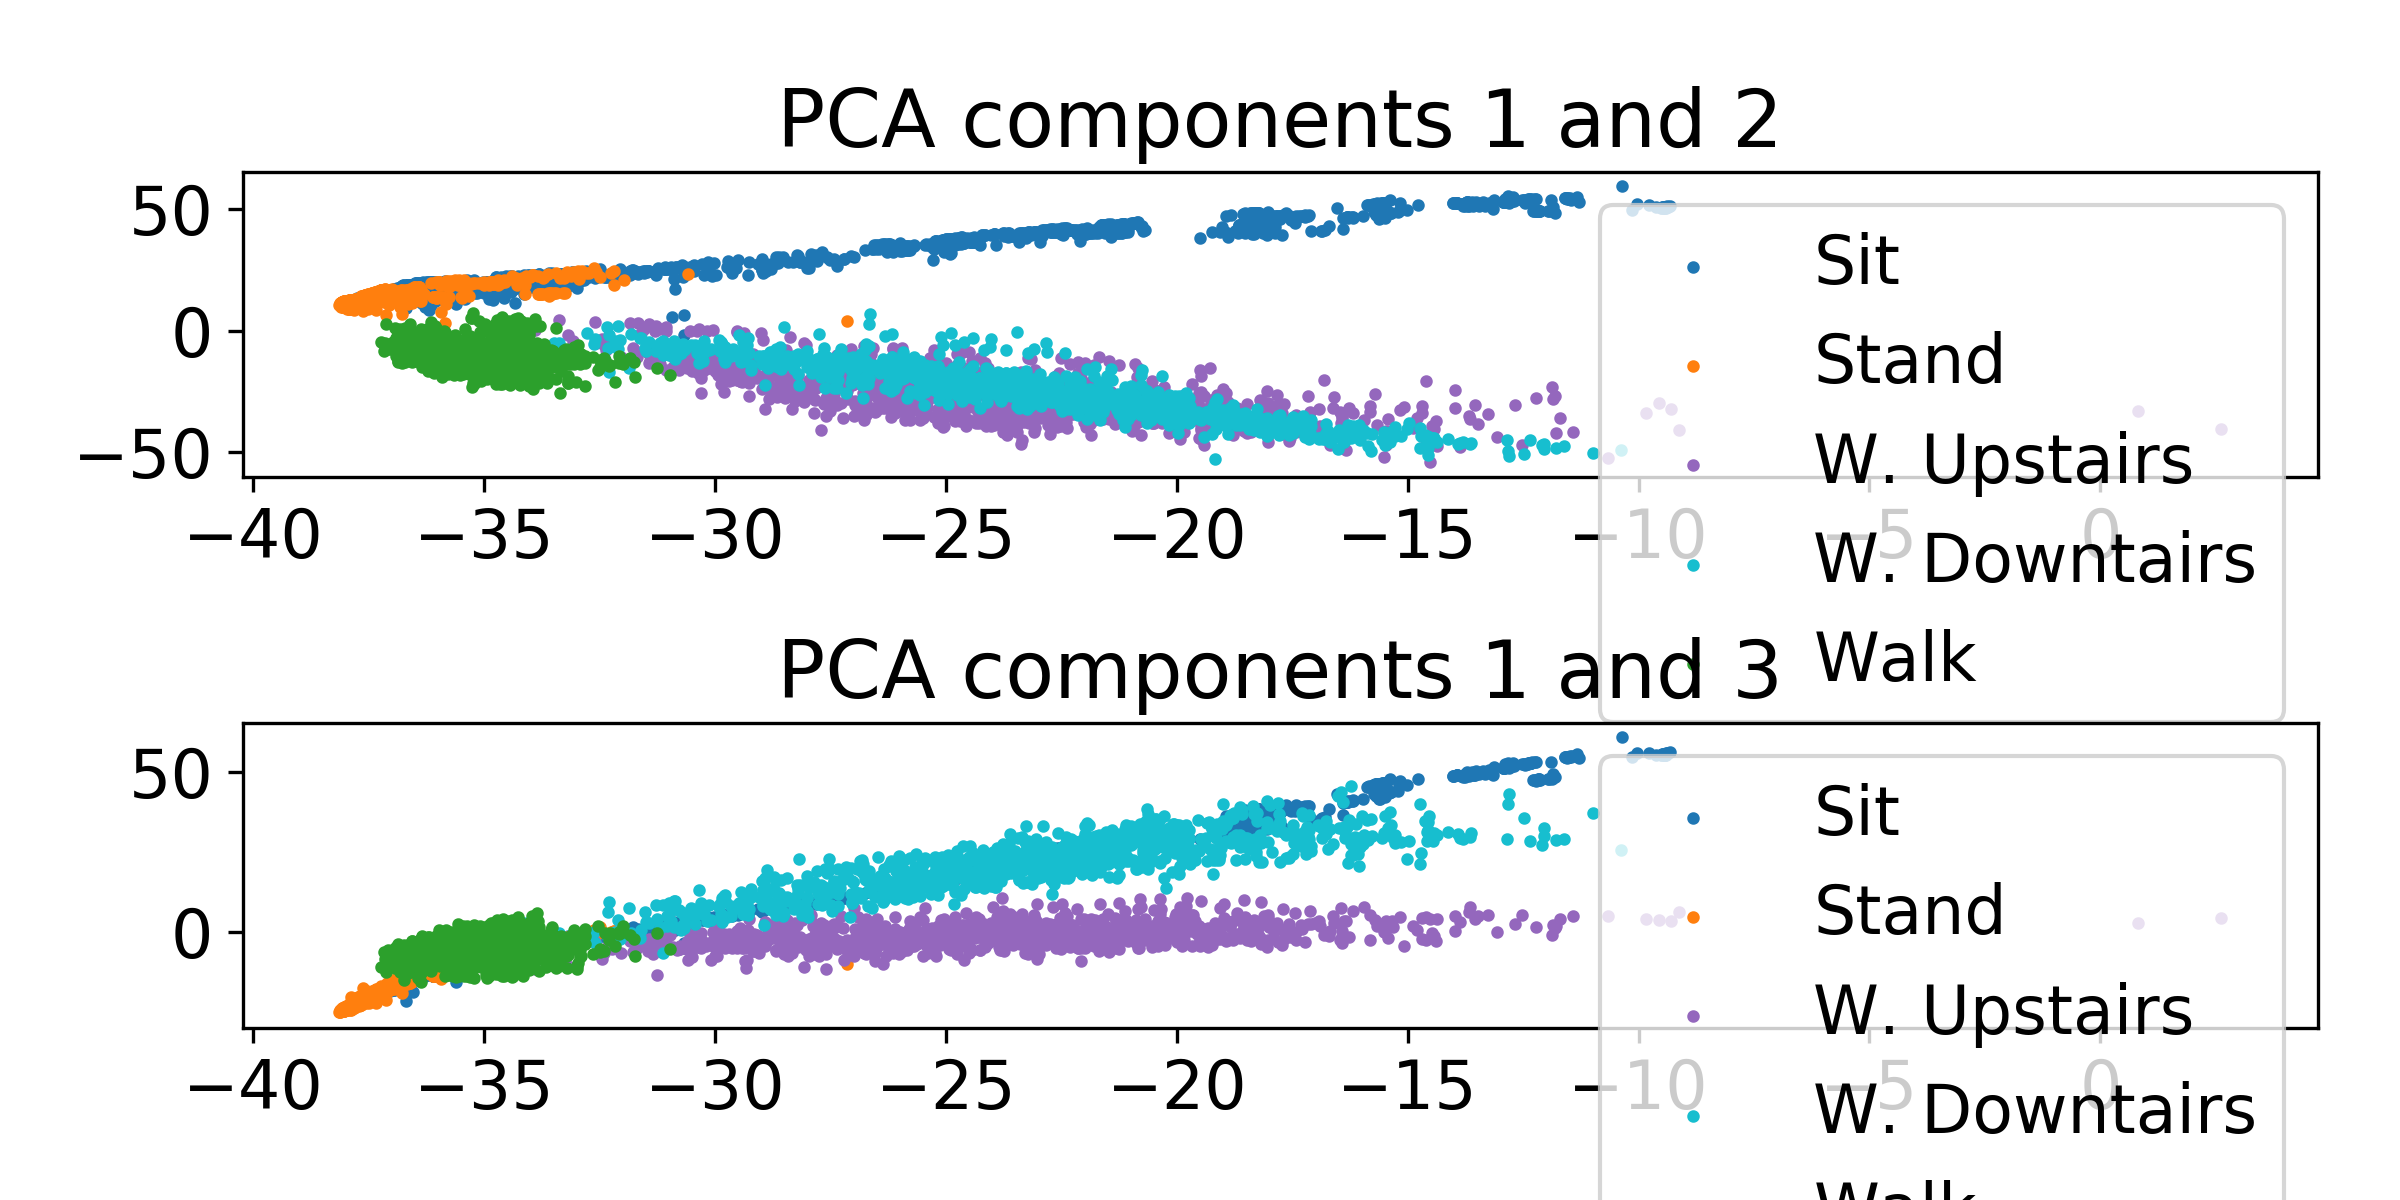 PCA components 1 and 2
50
0
−50
−40 −35 −30 −25 −20 −15 −10 −5 0
Sit
Stand
W. Upstairs
W. Downtairs
Walk
PCA components 1 and 3
50
0
−40 −35 −30 −25 −20 −15 −10 −5 0
Sit
Stand
W. Upstairs
W. Downtairs
Walk